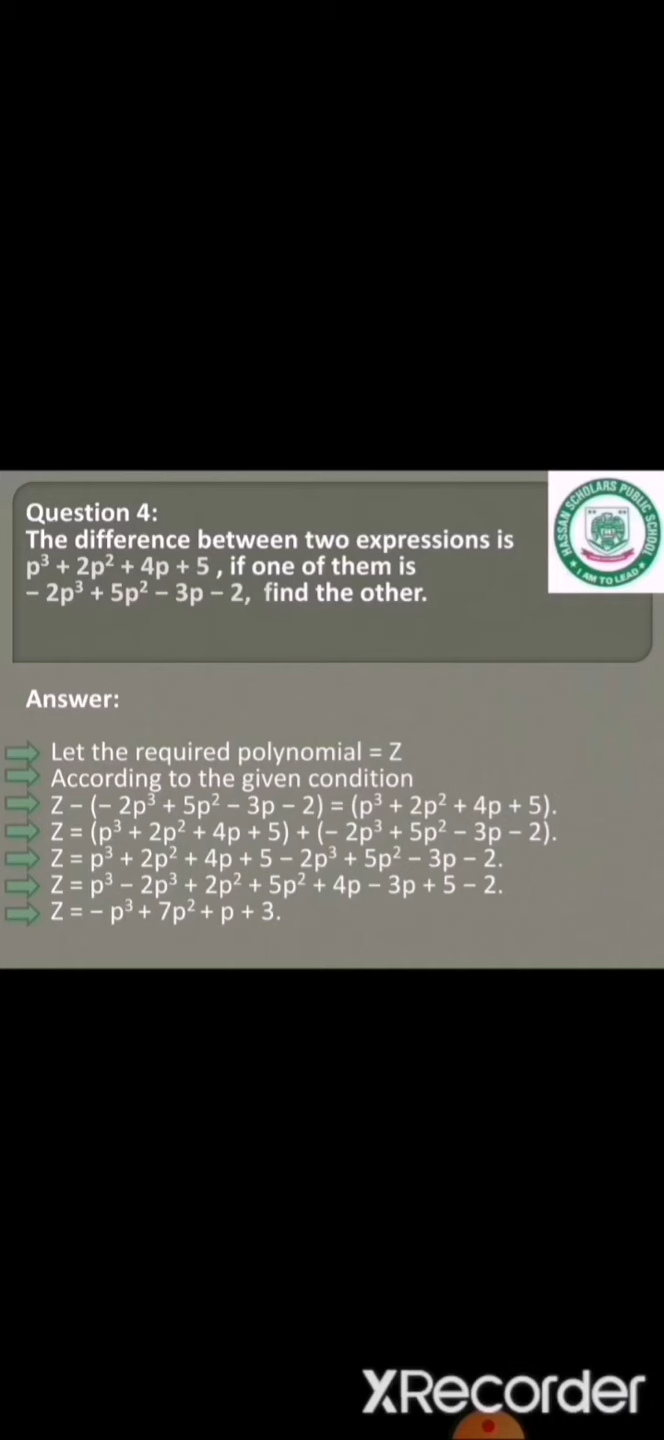 Question 4:
The difference between two expressions is
p³ + 2p² + 4p + 5 , if one of them is
– 2p³ + 5p² – 3p – 2, find the other.
HASSAN SCHOLARS PUBLIC SCHOOL
I AM TO LEAD
Answer:
Let the required polynomial = Z
According to the given condition
Z – (– 2p³ + 5p² – 3p – 2) = (p³ + 2p² + 4p + 5).
Z = (p³ + 2p² + 4p + 5) + (– 2p³ + 5p² – 3p – 2).
Z = p³ + 2p² + 4p + 5 – 2p³ + 5p² – 3p – 2.
Z = p³ – 2p³ + 2p² + 5p² + 4p – 3p + 5 – 2.
Z = – p³ + 7p² + p + 3.
XRecorder